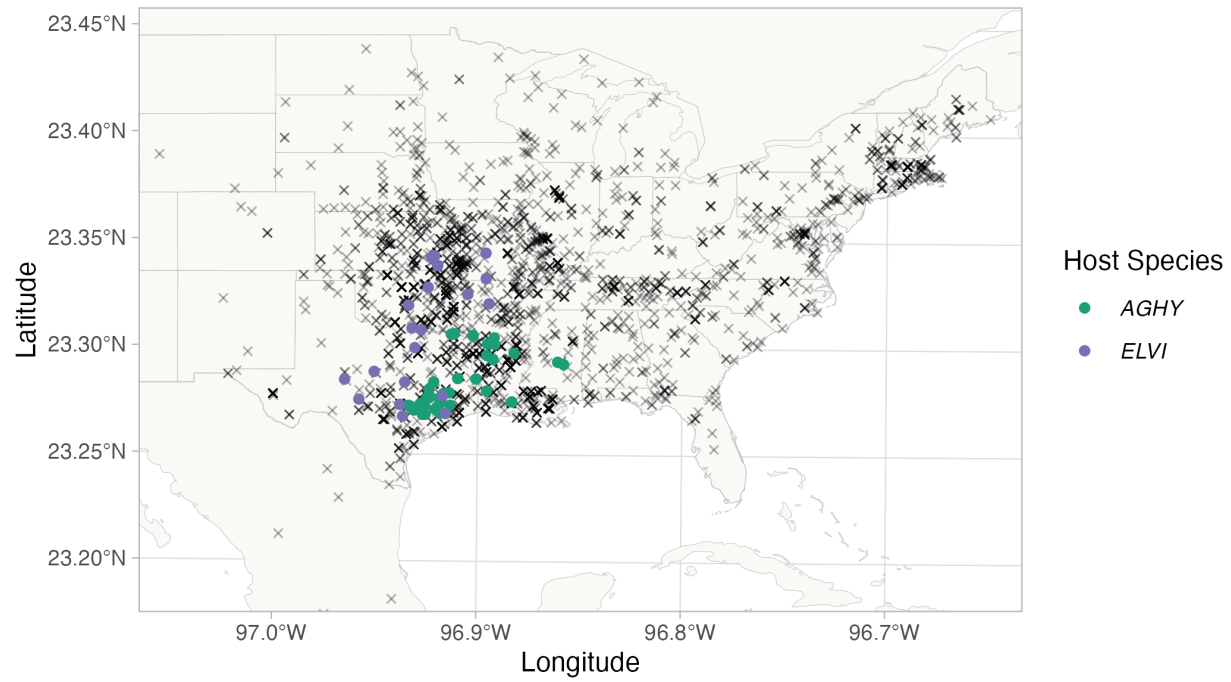 23.45°N
23.40°N
23.35°N
23.30°N
23.25°N
23.20°N
Latitude
97.0°W 96.9°W 96.8°W 96.7°W
Longitude
Host Species
AGHY
ELVI